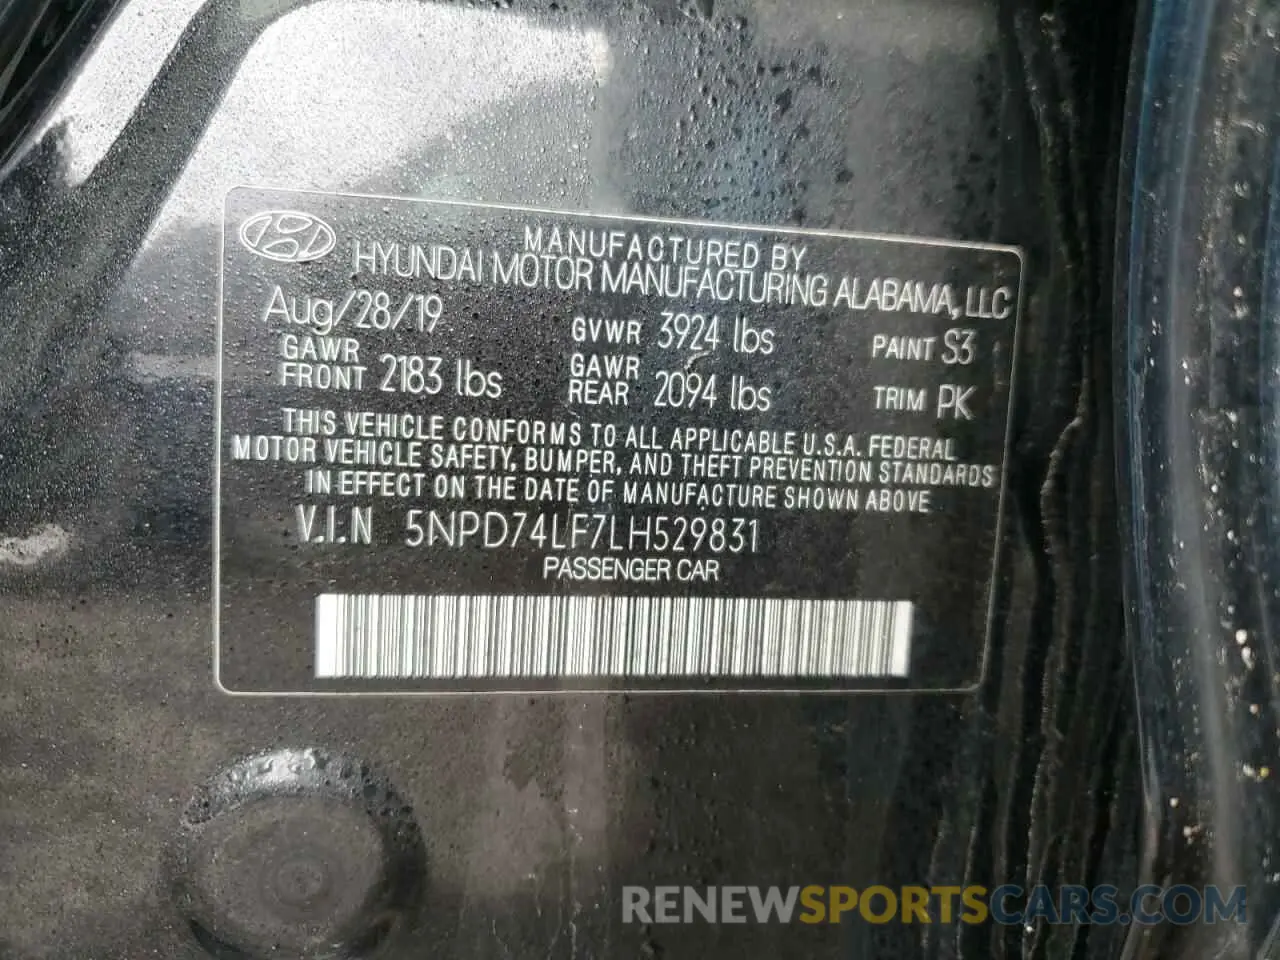 MANUFACTURED BY
HYUNDAI MOTOR MANUFACTURING ALABAMA, LLC
Aug/28/19 GVWR 3924 lbs PAINT S3
GAWR FRONT 2183 lbs GAWR REAR 2094 lbs TRIM PK
THIS VEHICLE CONFORMS TO ALL APPLICABLE U.S.A. FEDERAL
MOTOR VEHICLE SAFETY, BUMPER, AND THEFT PREVENTION STANDARDS
IN EFFECT ON THE DATE OF MANUFACTURE SHOWN ABOVE
V.I.N 5NPD74LF7LH529831
PASSENGER CAR
RENEWSPORTSCARS.COM